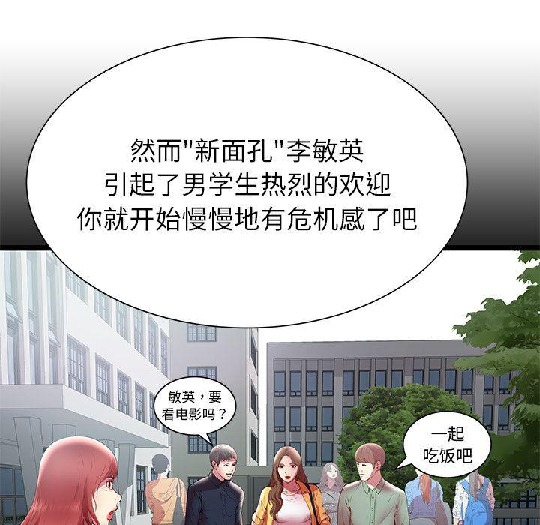 然而"新面孔"李敏英
引起了男学生热烈的欢迎
你就开始慢慢地有危机感了吧
敏英，要
看电影吗？
一起
吃饭吧